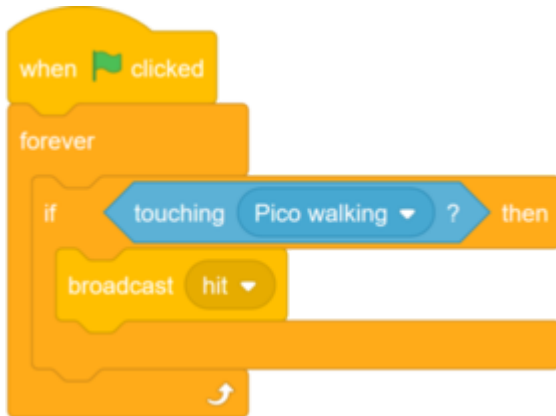 when clicked
forever
if touching Pico walking ? then
broadcast hit